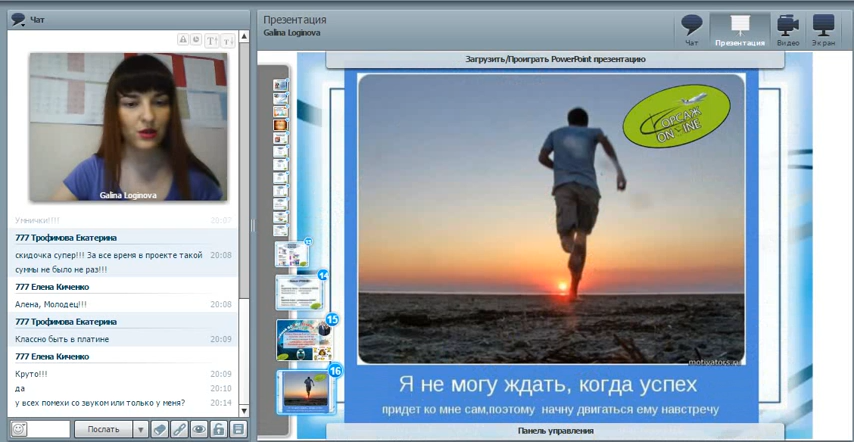 Чат
Galina Loginova
Умнички!!!!
20:07
777 Трофимова Екатерина
скидочка супер!!! За все время в проекте такой
20:08
суммы не было не раз!!!
777 Елена Киченко
Алена, Молодец!!!
20:08
777 Трофимова Екатерина
Классно быть в платине
20:09
777 Елена Киченко
Круто!!!
20:09
да
20:10
у всех помехи со звуком или только у меня?
20:14
Послать
Презентация
Galina Loginova
Чат
Презентация
Видео
Экран
Загрузить/Проиграть PowerPoint презентацию
14
15
16
ФОРСАЖ
ON-LINE
motivators.ru
Я не могу ждать, когда успех
придет ко мне сам,поэтому начну двигаться ему навстречу
Панель управления